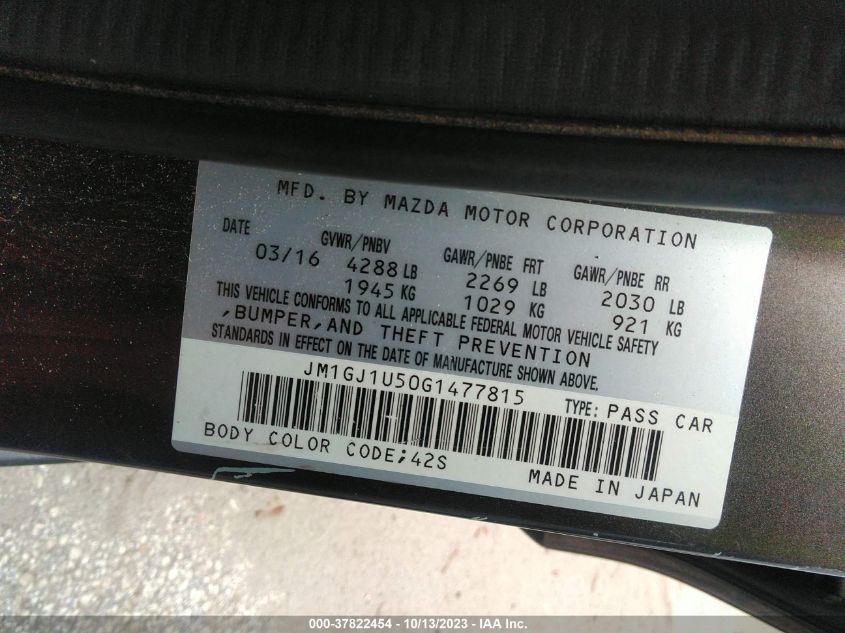 MFD. BY MAZDA MOTOR CORPORATION
DATE GVWR/PNBV GAWR/PNBE FRT GAWR/PNBE RR
03/16 4288 LB 2269 LB 2030 LB
1945 KG 1029 KG 921 KG
THIS VEHICLE CONFORMS TO ALL APPLICABLE FEDERAL MOTOR VEHICLE SAFETY
,BUMPER,AND THEFT PREVENTION
STANDARDS IN EFFECT ON THE DATE OF MANUFACTURE SHOWN ABOVE.
JM1GJ1U50G1477815 TYPE: PASS CAR
BODY COLOR CODE;42S MADE IN JAPAN
000-37822454 - 10/13/2023 - IAA Inc.